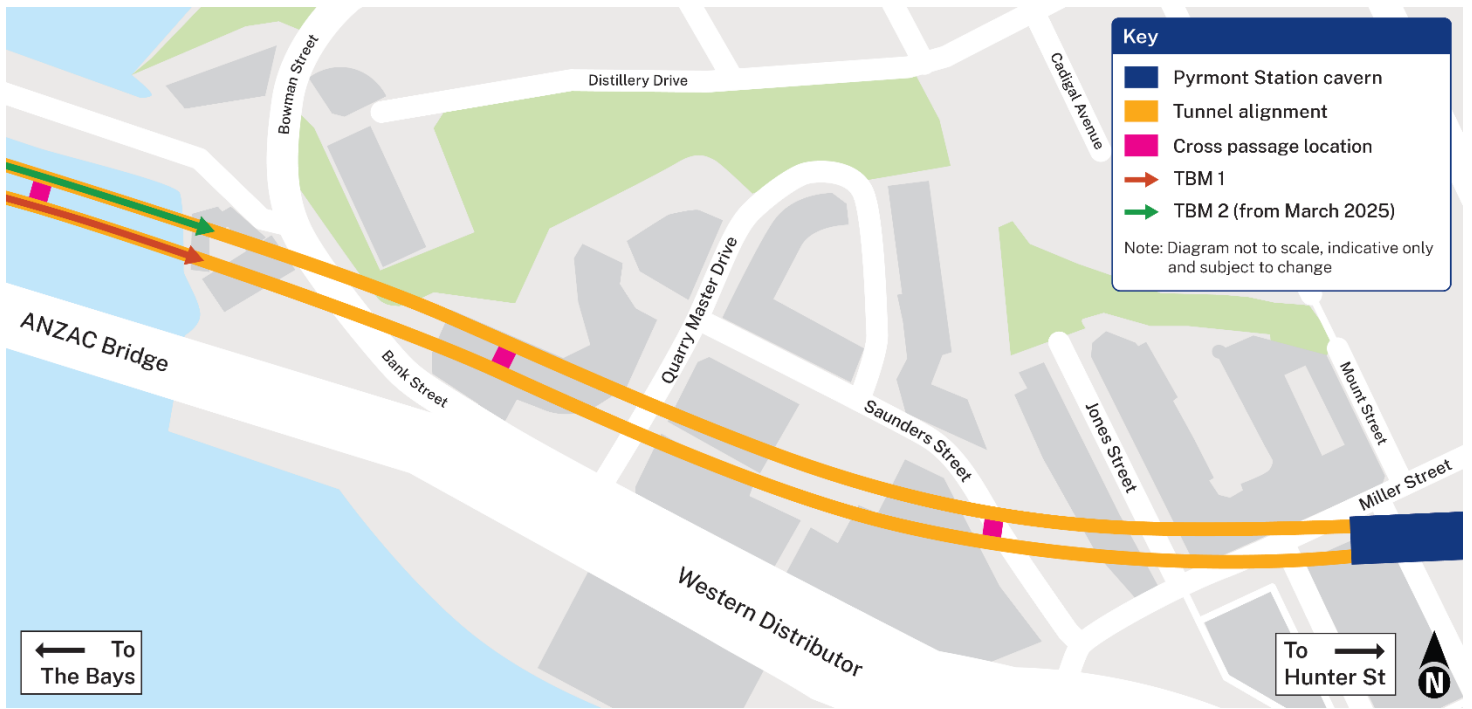 Key
Pyrmont Station cavern
Tunnel alignment
Cross passage location
TBM 1
TBM 2 (from March 2025)
Note: Diagram not to scale, indicative only
and subject to change
Bowman Street
Distillery Drive
Cadigal Avenue
Quarry Master Drive
ANZAC Bridge
Bank Street
Saunders Street
Jones Street
Mount Street
Miller Street
Western Distributor
To
The Bays
To
Hunter St
N